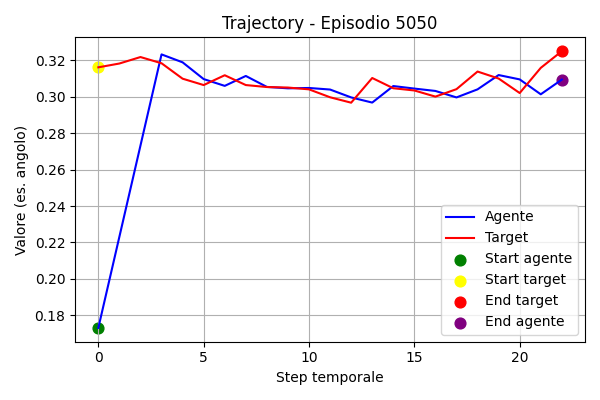 Trajectory - Episodio 5050
Valore (es. angolo)
0.32
0.30
0.28
0.26
0.24
0.22
0.20
0.18
0 5 10 15 20
Step temporale
Agente
Target
Start agente
Start target
End target
End agente